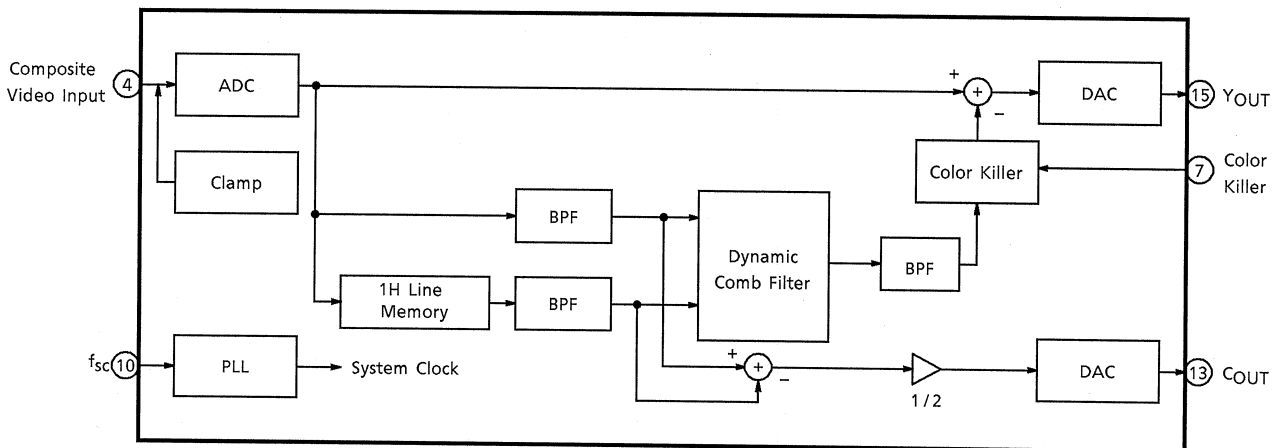 Composite
Video Input
4
ADC
+
+
−
DAC
15
YOUT
Clamp
Color Killer
7
Color
Killer
BPF
Dynamic
Comb Filter
BPF
1H Line
Memory
BPF
fsc
10
PLL
System Clock
+
+
−
1/2
DAC
13
COUT